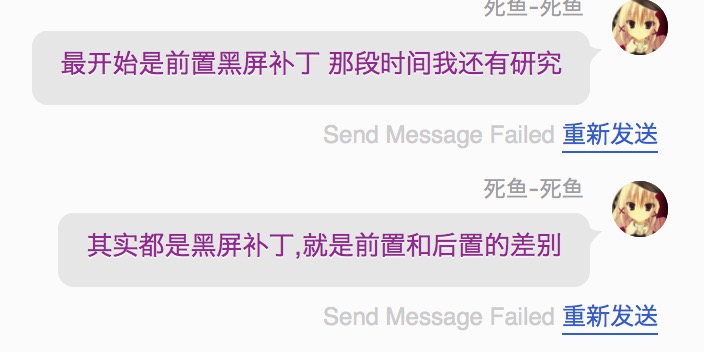 死鱼-死鱼
最开始是前置黑屏补丁 那段时间我还有研究
Send Message Failed 重新发送
死鱼-死鱼
其实都是黑屏补丁,就是前置和后置的差别
Send Message Failed 重新发送